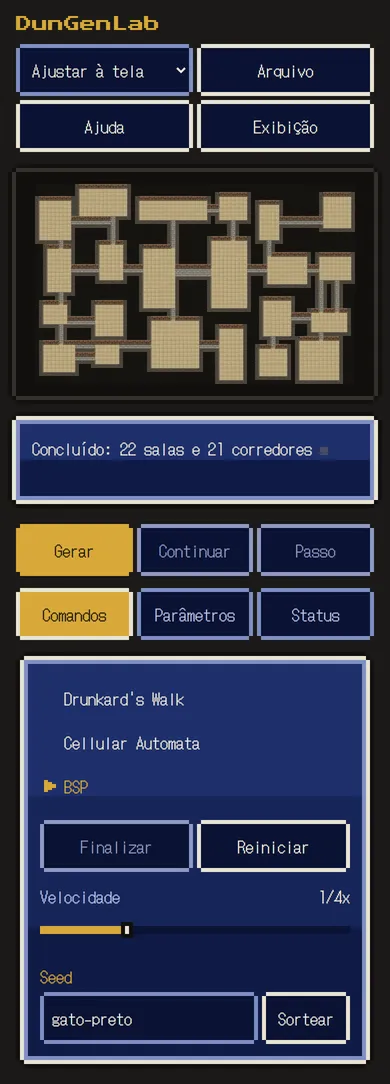 DunGenLab
Ajustar à tela
Arquivo
Ajuda
Exibição
Concluído: 22 salas e 21 corredores
Gerar
Continuar
Passo
Comandos
Parâmetros
Status
Drunkard's Walk
Cellular Automata
BSP
Finalizar
Reiniciar
Velocidade 1/4x
Seed
gato-preto
Sortear